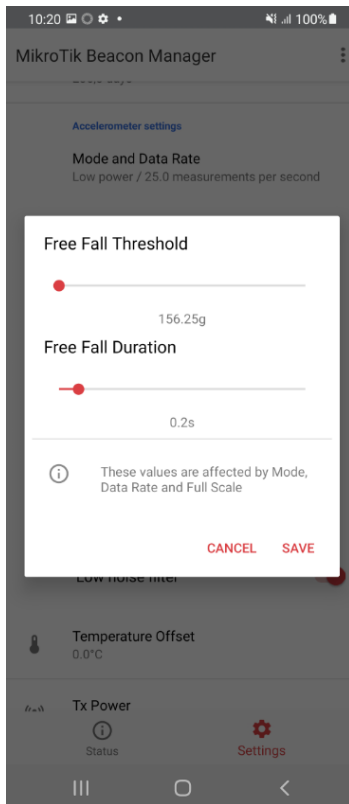 10:20 100%
MikroTik Beacon Manager
Accelerometer settings
Mode and Data Rate
Low power / 25.0 measurements per second
Free Fall Threshold
156.25g
Free Fall Duration
0.2s
These values are affected by Mode,
Data Rate and Full Scale
CANCEL SAVE
Low noise filter
Temperature Offset
0.0°C
Tx Power
Status Settings